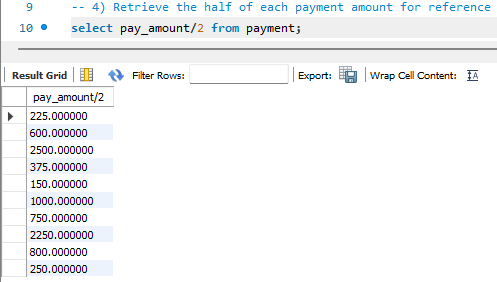 9 -- 4) Retrieve the half of each payment amount for reference
10 select pay_amount/2 from payment;
Result Grid Filter Rows: Export: Wrap Cell Content:
pay_amount/2
225.000000
600.000000
2500.000000
375.000000
150.000000
1000.000000
750.000000
2250.000000
800.000000
250.000000